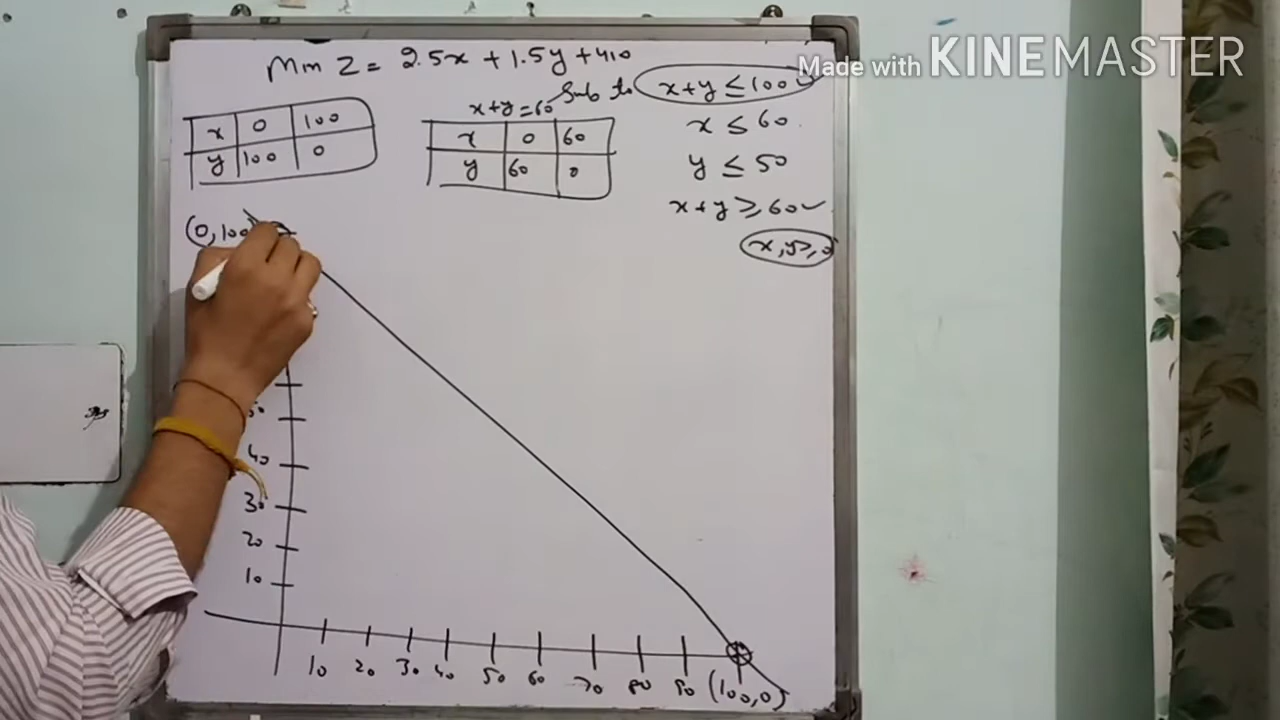 Made with KINEMASTER
Min Z = 2.5x + 1.5y + 410
Sub to x+y ≤ 100
x ≤ 60
y ≤ 50
x+y ≥ 60
x, y ≥ 0
x 0 100
y 100 0
x+y=60
x 0 60
y 60 0
(0,100)
50
40
30
20
10
10 20 30 40 50 60 70 80 90 (100,0)